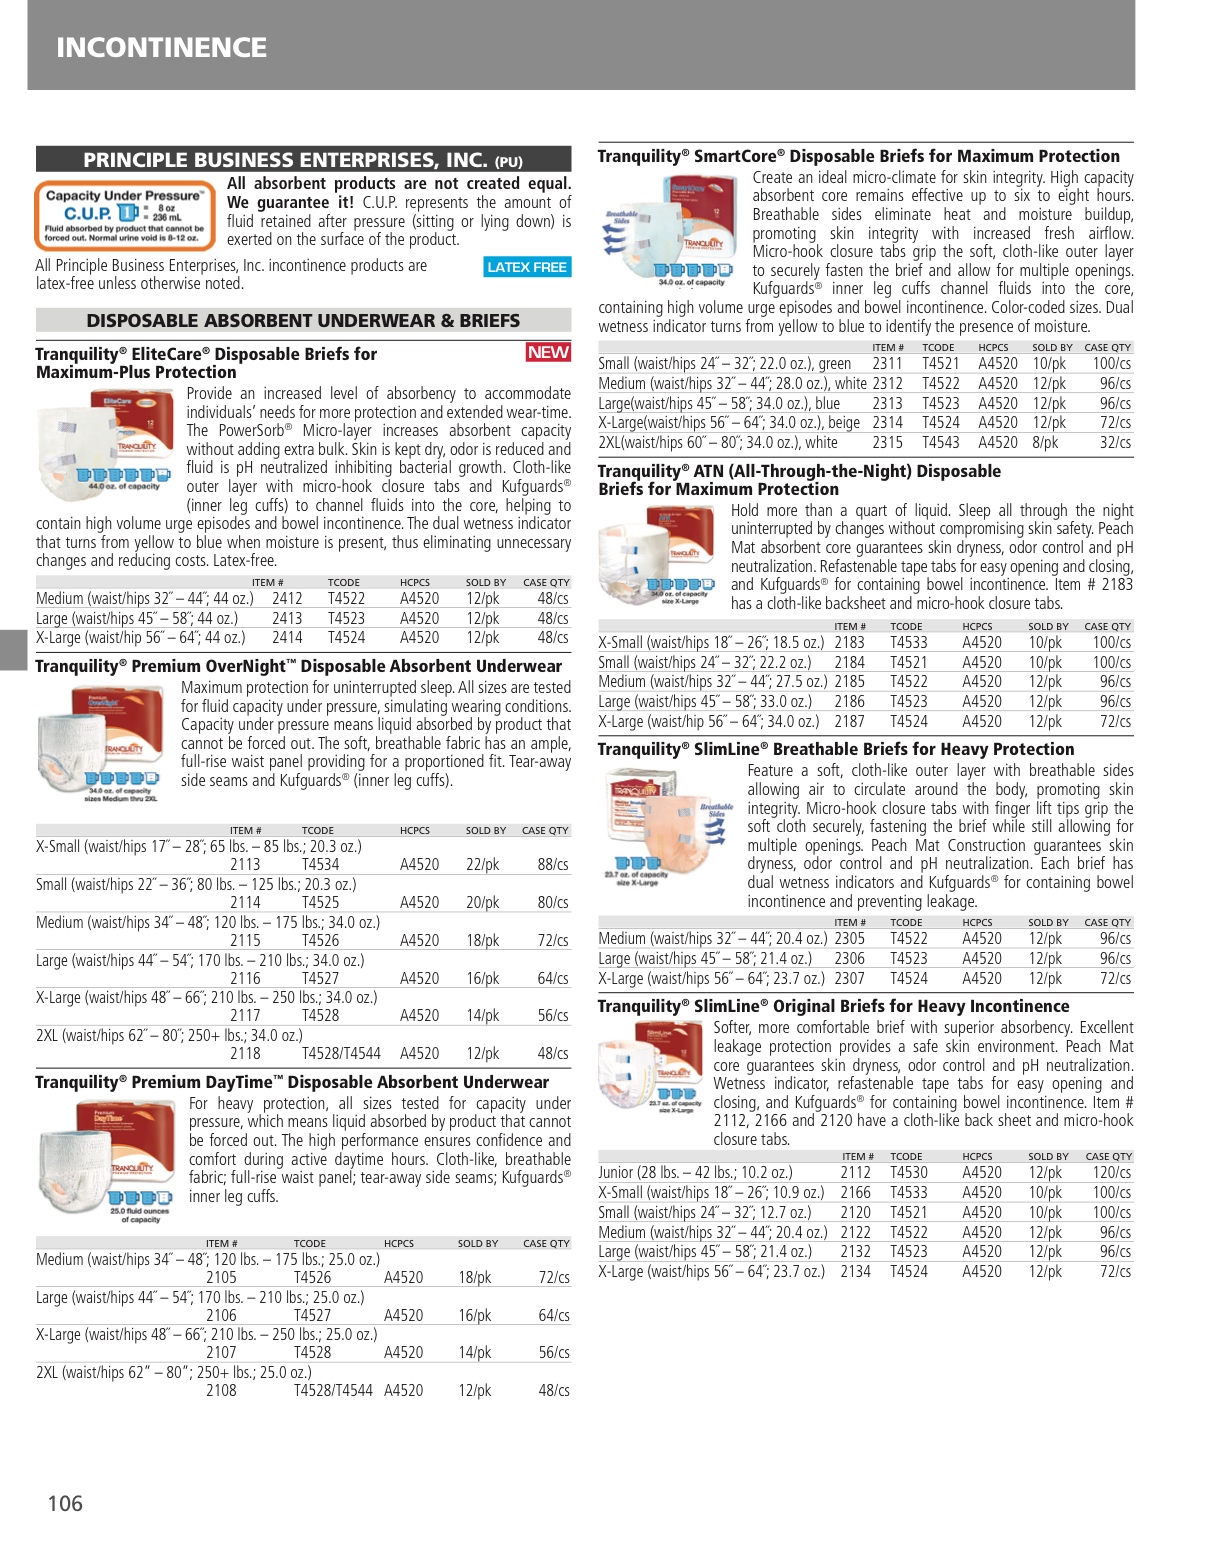 INCONTINENCE
PRINCIPLE BUSINESS ENTERPRISES, INC. (PU)
Capacity Under Pressure™
C.U.P. = 8 oz
= 236 mL
Fluid absorbed by product that cannot be
forced out. Normal urine void is 8-12 oz.
All absorbent products are not created equal.
We guarantee it! C.U.P. represents the amount of
fluid retained after pressure (sitting or lying down) is
exerted on the surface of the product.
All Principle Business Enterprises, Inc. incontinence products are
latex-free unless otherwise noted.
LATEX FREE
DISPOSABLE ABSORBENT UNDERWEAR & BRIEFS
Tranquility® EliteCare® Disposable Briefs for
Maximum-Plus Protection
NEW
EliteCare
TRANQUILITY
44.0 oz. of capacity
Provide an increased level of absorbency to accommodate
individuals’ needs for more protection and extended wear-time.
The PowerSorb® Micro-layer increases absorbent capacity
without adding extra bulk. Skin is kept dry, odor is reduced and
fluid is pH neutralized inhibiting bacterial growth. Cloth-like
outer layer with micro-hook closure tabs and Kufguards®
(inner leg cuffs) to channel fluids into the core, helping to
contain high volume urge episodes and bowel incontinence. The dual wetness indicator
that turns from yellow to blue when moisture is present, thus eliminating unnecessary
changes and reducing costs. Latex-free.
ITEM # TCODE HCPCS SOLD BY CASE QTY
Medium (waist/hips 32˝ – 44˝; 44 oz.) 2412 T4522 A4520 12/pk 48/cs
Large (waist/hips 45˝ – 58˝; 44 oz.) 2413 T4523 A4520 12/pk 48/cs
X-Large (waist/hip 56˝ – 64˝; 44 oz.) 2414 T4524 A4520 12/pk 48/cs
Tranquility® Premium OverNight™ Disposable Absorbent Underwear
Premium
OverNight
TRANQUILITY
34.0 oz. of capacity
sizes Medium thru 2XL
Maximum protection for uninterrupted sleep. All sizes are tested
for fluid capacity under pressure, simulating wearing conditions.
Capacity under pressure means liquid absorbed by product that
cannot be forced out. The soft, breathable fabric has an ample,
full-rise waist panel providing for a proportioned fit. Tear-away
side seams and Kufguards® (inner leg cuffs).
ITEM # TCODE HCPCS SOLD BY CASE QTY
X-Small (waist/hips 17˝ – 28˝; 65 lbs. – 85 lbs.; 20.3 oz.)
2113 T4534 A4520 22/pk 88/cs
Small (waist/hips 22˝ – 36˝; 80 lbs. – 125 lbs.; 20.3 oz.)
2114 T4525 A4520 20/pk 80/cs
Medium (waist/hips 34˝ – 48˝; 120 lbs. – 175 lbs.; 34.0 oz.)
2115 T4526 A4520 18/pk 72/cs
Large (waist/hips 44˝ – 54˝; 170 lbs. – 210 lbs.; 34.0 oz.)
2116 T4527 A4520 16/pk 64/cs
X-Large (waist/hips 48˝ – 66˝; 210 lbs. – 250 lbs.; 34.0 oz.)
2117 T4528 A4520 14/pk 56/cs
2XL (waist/hips 62˝ – 80˝; 250+ lbs.; 34.0 oz.)
2118 T4528/T4544 A4520 12/pk 48/cs
Tranquility® Premium DayTime™ Disposable Absorbent Underwear
Premium
DayTime
TRANQUILITY
25.0 fluid ounces
of capacity
For heavy protection, all sizes tested for capacity under
pressure, which means liquid absorbed by product that cannot
be forced out. The high performance ensures confidence and
comfort during active daytime hours. Cloth-like, breathable
fabric; full-rise waist panel; tear-away side seams; Kufguards®
inner leg cuffs.
ITEM # TCODE HCPCS SOLD BY CASE QTY
Medium (waist/hips 34˝ – 48˝; 120 lbs. – 175 lbs.; 25.0 oz.)
2105 T4526 A4520 18/pk 72/cs
Large (waist/hips 44˝ – 54˝; 170 lbs. – 210 lbs.; 25.0 oz.)
2106 T4527 A4520 16/pk 64/cs
X-Large (waist/hips 48˝ – 66˝; 210 lbs. – 250 lbs.; 25.0 oz.)
2107 T4528 A4520 14/pk 56/cs
2XL (waist/hips 62” – 80”; 250+ lbs.; 25.0 oz.)
2108 T4528/T4544 A4520 12/pk 48/cs
Tranquility® SmartCore® Disposable Briefs for Maximum Protection
Breathable
Sides
SmartCore
TRANQUILITY
34.0 oz. of capacity
Create an ideal micro-climate for skin integrity. High capacity
absorbent core remains effective up to six to eight hours.
Breathable sides eliminate heat and moisture buildup,
promoting skin integrity with increased fresh airflow.
Micro-hook closure tabs grip the soft, cloth-like outer layer
to securely fasten the brief and allow for multiple openings.
Kufguards® inner leg cuffs channel fluids into the core,
containing high volume urge episodes and bowel incontinence. Color-coded sizes. Dual
wetness indicator turns from yellow to blue to identify the presence of moisture.
ITEM # TCODE HCPCS SOLD BY CASE QTY
Small (waist/hips 24˝ – 32˝; 22.0 oz.), green 2311 T4521 A4520 10/pk 100/cs
Medium (waist/hips 32˝ – 44˝; 28.0 oz.), white 2312 T4522 A4520 12/pk 96/cs
Large(waist/hips 45˝ – 58˝; 34.0 oz.), blue 2313 T4523 A4520 12/pk 96/cs
X-Large(waist/hips 56˝ – 64˝; 34.0 oz.), beige 2314 T4524 A4520 12/pk 72/cs
2XL(waist/hips 60˝ – 80˝; 34.0 oz.), white 2315 T4543 A4520 8/pk 32/cs
Tranquility® ATN (All-Through-the-Night) Disposable
Briefs for Maximum Protection
TRANQUILITY
34.0 oz. of capacity
size X-Large
Hold more than a quart of liquid. Sleep all through the night
uninterrupted by changes without compromising skin safety. Peach
Mat absorbent core guarantees skin dryness, odor control and pH
neutralization. Refastenable tape tabs for easy opening and closing,
and Kufguards® for containing bowel incontinence. Item # 2183
has a cloth-like backsheet and micro-hook closure tabs.
ITEM # TCODE HCPCS SOLD BY CASE QTY
X-Small (waist/hips 18˝ – 26˝; 18.5 oz.) 2183 T4533 A4520 10/pk 100/cs
Small (waist/hips 24˝ – 32˝; 22.2 oz.) 2184 T4521 A4520 10/pk 100/cs
Medium (waist/hips 32˝ – 44˝; 27.5 oz.) 2185 T4522 A4520 12/pk 96/cs
Large (waist/hips 45˝ – 58˝; 33.0 oz.) 2186 T4523 A4520 12/pk 96/cs
X-Large (waist/hip 56˝ – 64˝; 34.0 oz.) 2187 T4524 A4520 12/pk 72/cs
Tranquility® SlimLine® Breathable Briefs for Heavy Protection
TRANQUILITY
Breathable
Sides
23.7 oz. of capacity
size X-Large
Feature a soft, cloth-like outer layer with breathable sides
allowing air to circulate around the body, promoting skin
integrity. Micro-hook closure tabs with finger lift tips grip the
soft cloth securely, fastening the brief while still allowing for
multiple openings. Peach Mat Construction guarantees skin
dryness, odor control and pH neutralization. Each brief has
dual wetness indicators and Kufguards® for containing bowel
incontinence and preventing leakage.
ITEM # TCODE HCPCS SOLD BY CASE QTY
Medium (waist/hips 32˝ – 44˝; 20.4 oz.) 2305 T4522 A4520 12/pk 96/cs
Large (waist/hips 45˝ – 58˝; 21.4 oz.) 2306 T4523 A4520 12/pk 96/cs
X-Large (waist/hips 56˝ – 64˝; 23.7 oz.) 2307 T4524 A4520 12/pk 72/cs
Tranquility® SlimLine® Original Briefs for Heavy Incontinence
SlimLine
TRANQUILITY
23.7 oz. of capacity
size X-Large
Softer, more comfortable brief with superior absorbency. Excellent
leakage protection provides a safe skin environment. Peach Mat
core guarantees skin dryness, odor control and pH neutralization.
Wetness indicator, refastenable tape tabs for easy opening and
closing, and Kufguards® for containing bowel incontinence. Item #
2112, 2166 and 2120 have a cloth-like back sheet and micro-hook
closure tabs.
ITEM # TCODE HCPCS SOLD BY CASE QTY
Junior (28 lbs. – 42 lbs.; 10.2 oz.) 2112 T4530 A4520 12/pk 120/cs
X-Small (waist/hips 18˝ – 26˝; 10.9 oz.) 2166 T4533 A4520 10/pk 100/cs
Small (waist/hips 24˝ – 32˝; 12.7 oz.) 2120 T4521 A4520 10/pk 100/cs
Medium (waist/hips 32˝ – 44˝; 20.4 oz.) 2122 T4522 A4520 12/pk 96/cs
Large (waist/hips 45˝ – 58˝; 21.4 oz.) 2132 T4523 A4520 12/pk 96/cs
X-Large (waist/hips 56˝ – 64˝; 23.7 oz.) 2134 T4524 A4520 12/pk 72/cs
106